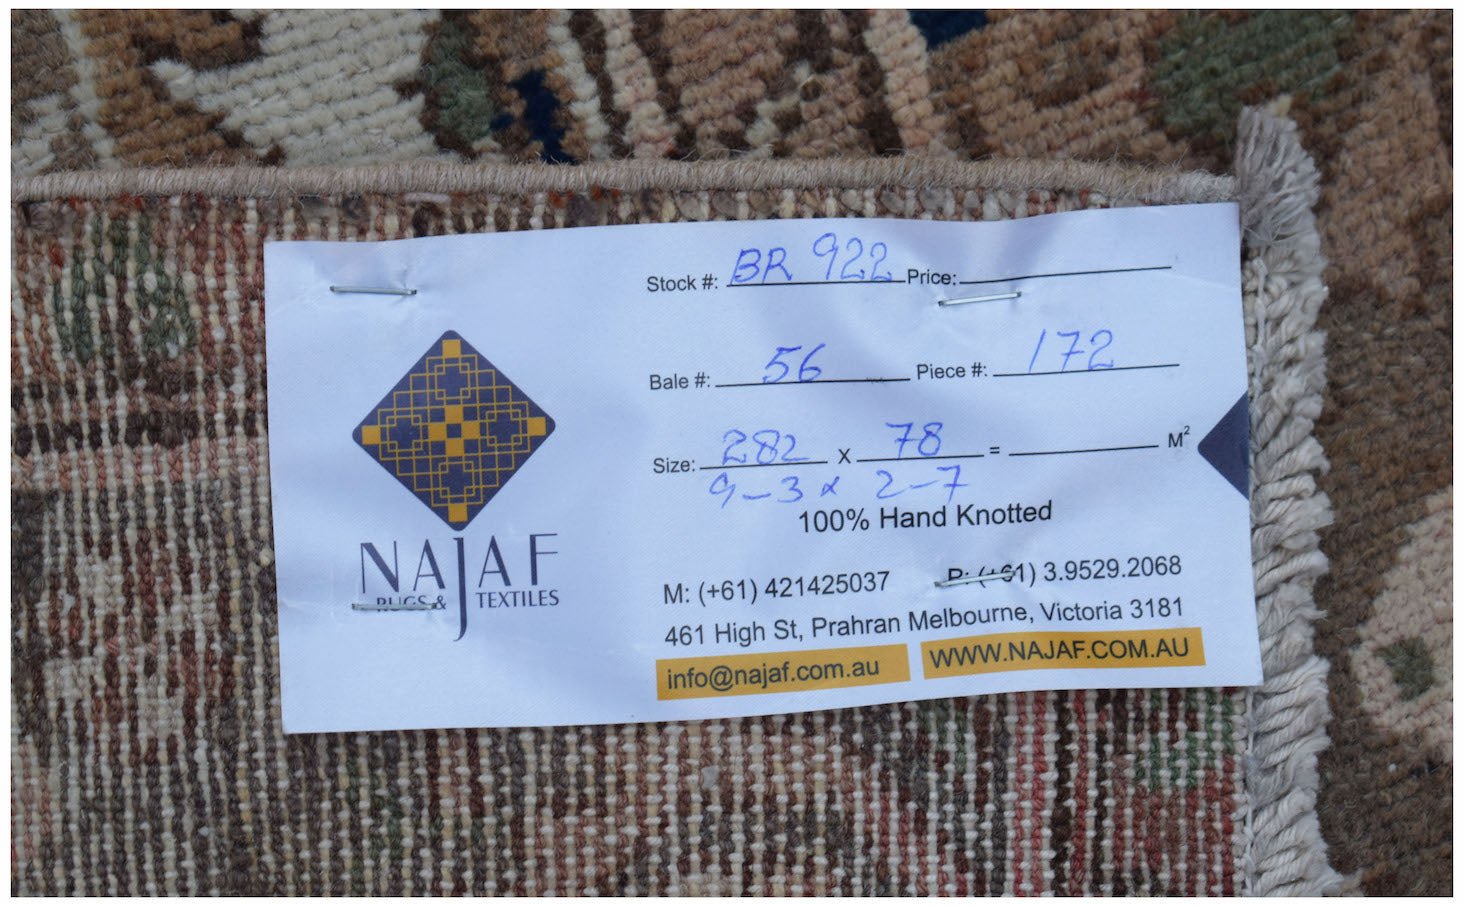 Stock #: BR 922 Price:
Bale #: 56 Piece #: 172
Size: 282 x 78 = M²
9-3 x 2-7
100% Hand Knotted
NAJAF
RUGS & TEXTILES
M: (+61) 421425037 P: (+61) 3.9529.2068
461 High St, Prahran Melbourne, Victoria 3181
info@najaf.com.au WWW.NAJAF.COM.AU